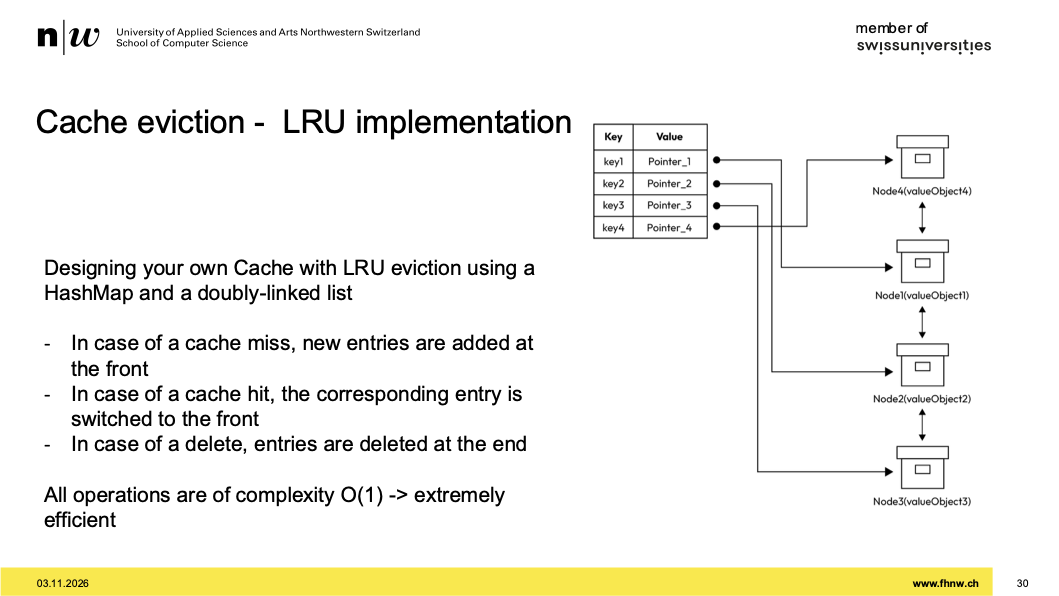 n|w University of Applied Sciences and Arts Northwestern Switzerland
School of Computer Science
member of
swissuniversities
Cache eviction - LRU implementation
Key Value
key1 Pointer_1
key2 Pointer_2
key3 Pointer_3
key4 Pointer_4
Node4(valueObject4)
Node1(valueObject1)
Node2(valueObject2)
Node3(valueObject3)
Designing your own Cache with LRU eviction using a
HashMap and a doubly-linked list
- In case of a cache miss, new entries are added at
the front
- In case of a cache hit, the corresponding entry is
switched to the front
- In case of a delete, entries are deleted at the end
All operations are of complexity O(1) -> extremely
efficient
03.11.2026
www.fhnw.ch
30